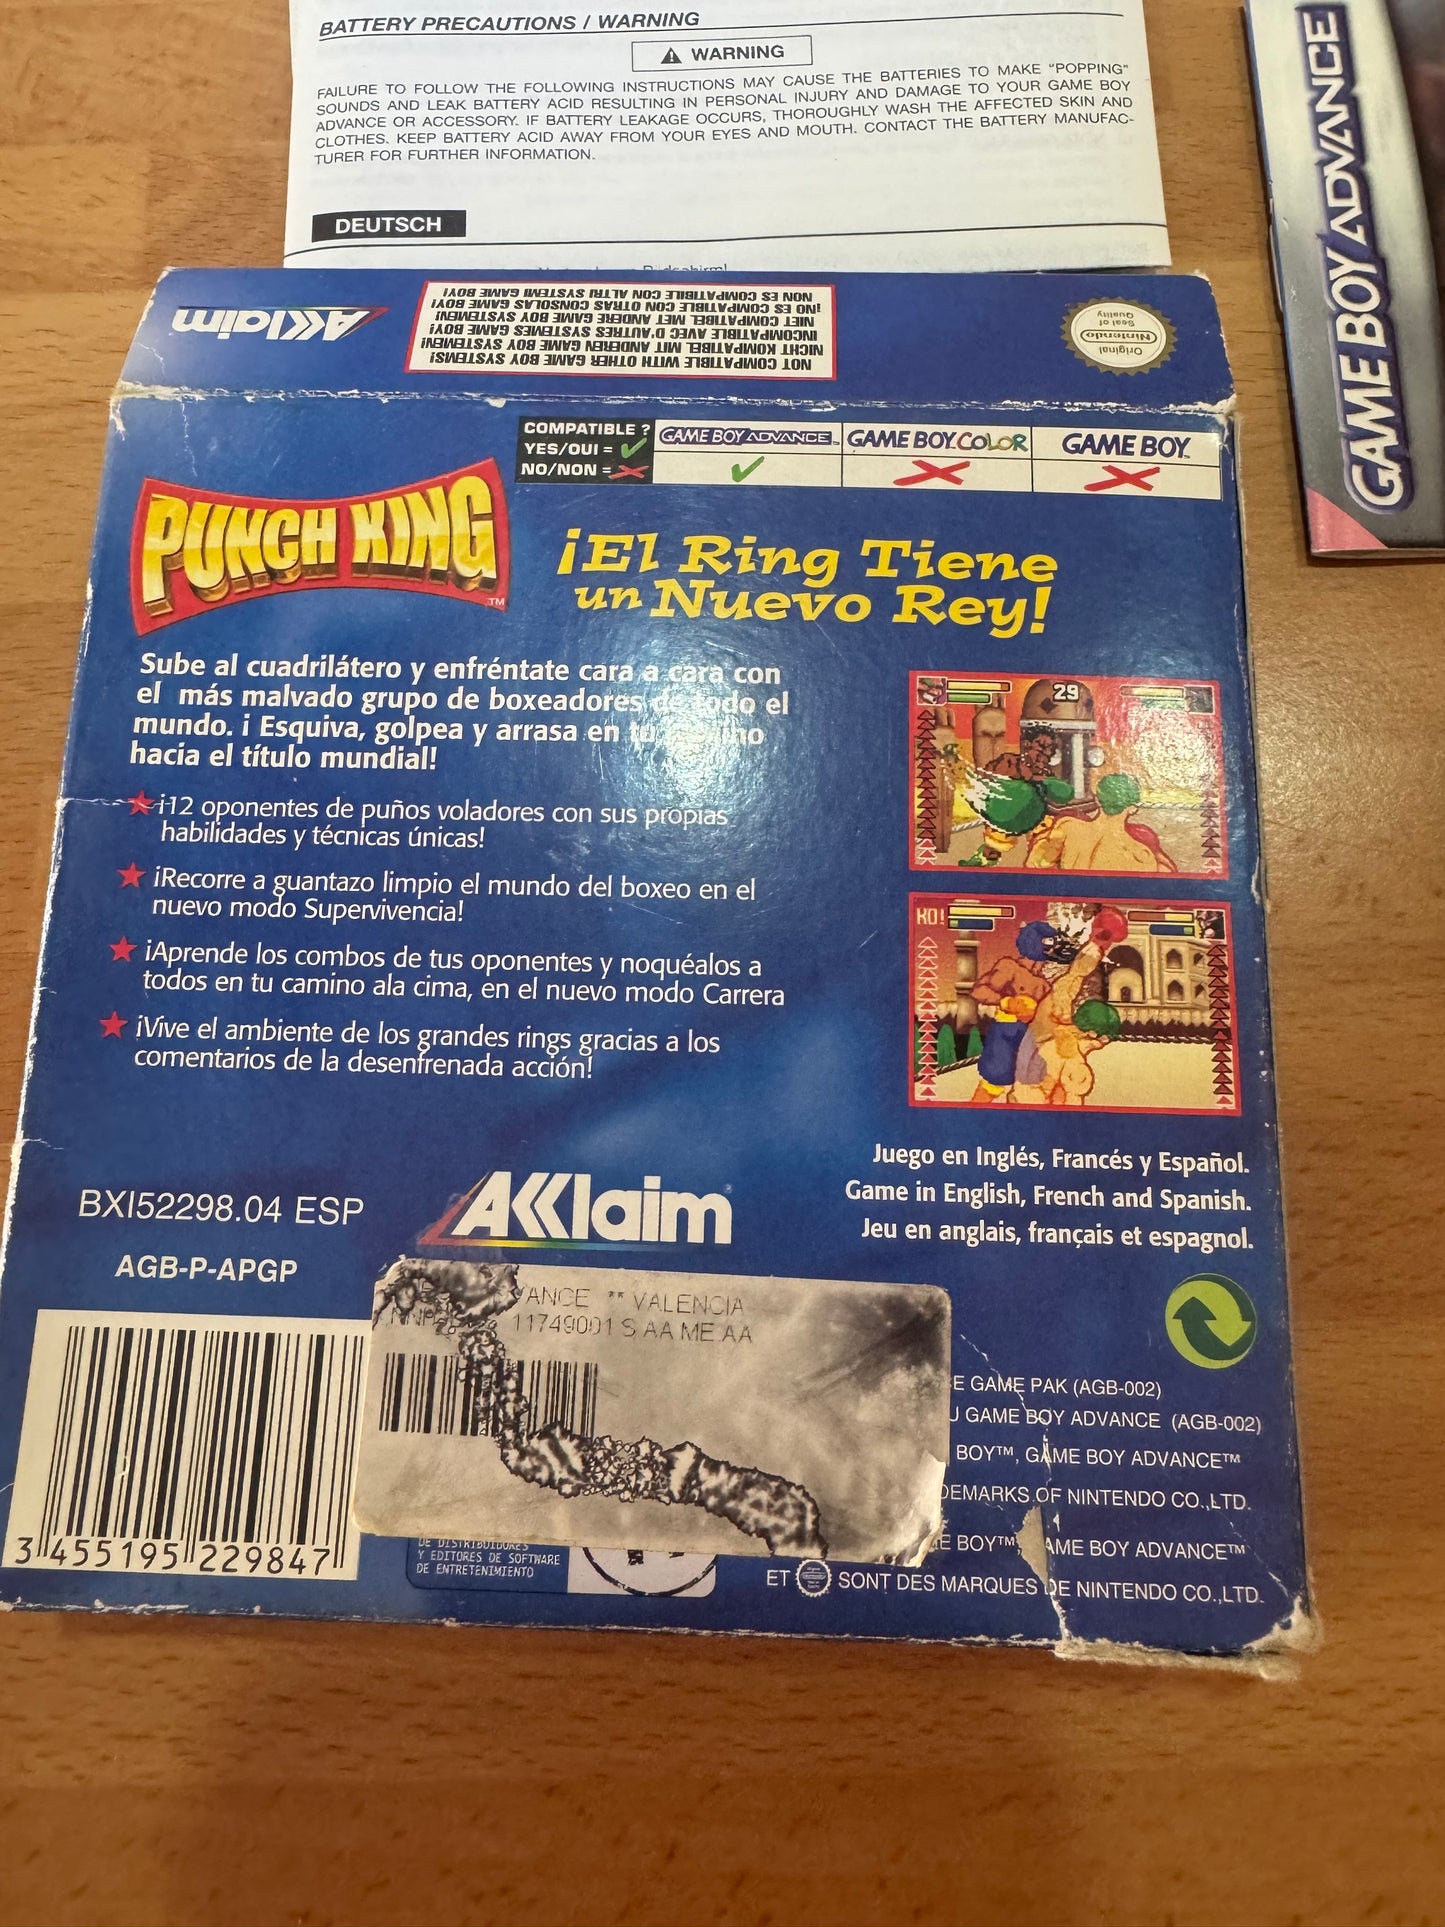 BATTERY PRECAUTIONS / WARNING
WARNING
FAILURE TO FOLLOW THE FOLLOWING INSTRUCTIONS MAY CAUSE THE BATTERIES TO MAKE "POPPING"
SOUNDS AND LEAK BATTERY ACID RESULTING IN PERSONAL INJURY AND DAMAGE TO YOUR GAME BOY
ADVANCE OR ACCESSORY. IF BATTERY LEAKAGE OCCURS, THOROUGHLY WASH THE AFFECTED SKIN AND
CLOTHES. KEEP BATTERY ACID AWAY FROM YOUR EYES AND MOUTH. CONTACT THE BATTERY MANUFAC-
TURER FOR FURTHER INFORMATION.
DEUTSCH
GAME BOY ADVANCE
AKKlaim
NOT COMPATIBLE WITH OTHER GAME BOY SYSTEMS!
NICHT KOMPATIBEL MIT ANDEREN GAME BOY SYSTEMEN!
INCOMPATIBLE AVEC D'AUTRES SYSTEMES GAME BOY!
NIET COMPATIBEL MET ANDERE GAME BOY SYSTEMEN!
¡NO ES COMPATIBLE CON OTRAS CONSOLAS GAME BOY!
NON ES COMPATIBILE CON ALTRI SYSTEMI GAME BOY!
Original
Nintendo
Seal of
Quality
COMPATIBLE ?
YES/OUI =
NO/NON =
GAME BOY ADVANCE
GAME BOY COLOR
GAME BOY
PUNCH KING
TM
¡El Ring Tiene
un Nuevo Rey!
Sube al cuadrilátero y enfréntate cara a cara con
el más malvado grupo de boxeadores de todo el
mundo. ¡ Esquiva, golpea y arrasa en tu
hacia el título mundial!
¡12 oponentes de puños voladores con sus propias
habilidades y técnicas únicas!
¡Recorre a guantazo limpio el mundo del boxeo en el
nuevo modo Supervivencia!
¡Aprende los combos de tus oponentes y noquéalos a
todos en tu camino ala cima, en el nuevo modo Carrera
¡Vive el ambiente de los grandes rings gracias a los
comentarios de la desenfrenada acción!
29
KO!
Juego en Inglés, Francés y Español.
Game in English, French and Spanish.
Jeu en anglais, français et espagnol.
BXI52298.04 ESP
AKKlaim
AGB-P-APGP
VANCE ** VALENCIA
11749001 S AA ME AA
3 455195 229847
E GAME PAK (AGB-002)
U GAME BOY ADVANCE (AGB-002)
BOY™, GAME BOY ADVANCE™
DEMARKS OF NINTENDO CO.,LTD.
E BOY™, AME BOY ADVANCE™
ET SONT DES MARQUES DE NINTENDO CO.,LTD.
DE DISTRIBUIDORES
Y EDITORES DE SOFTWARE
DE ENTRETENIMIENTO